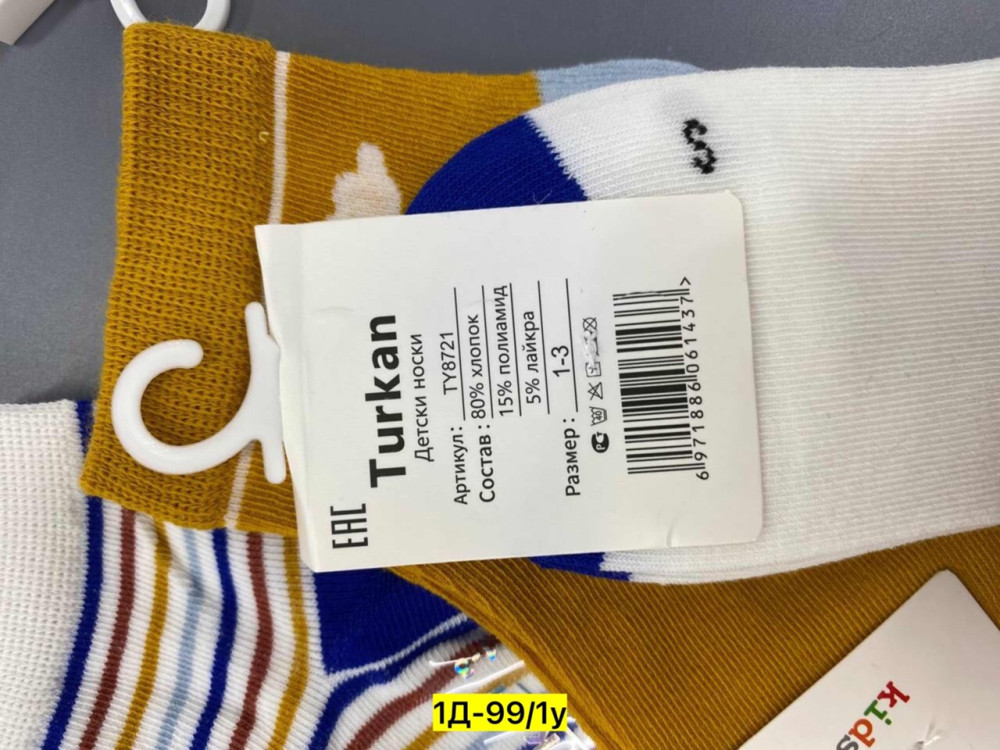 S
EAC
Turkan
Детски носки
Артикул: TY8721
Состав: 80% хлопок
15% полиамид
5% лайкра
Размер: 1-3
6971886061437>
kids
1Д-99/1у